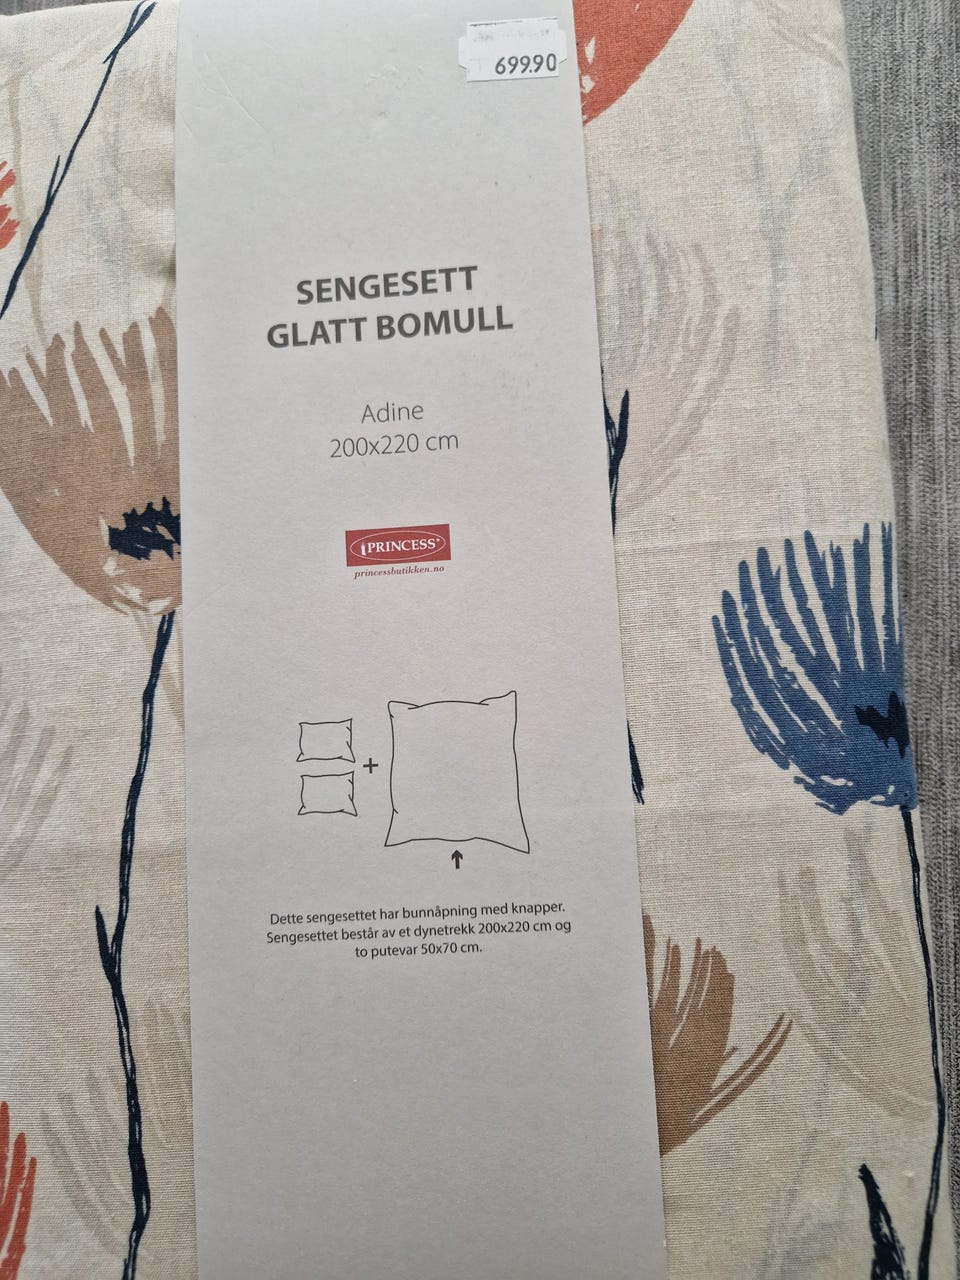 699.90
SENGESETT
GLATT BOMULL
Adine
200x220 cm
PRINCESS®
princessbutikken.no
+
Dette sengesettet har bunnåpning med knapper.
Sengesettet består av et dynetrekk 200x220 cm og
to putevar 50x70 cm.